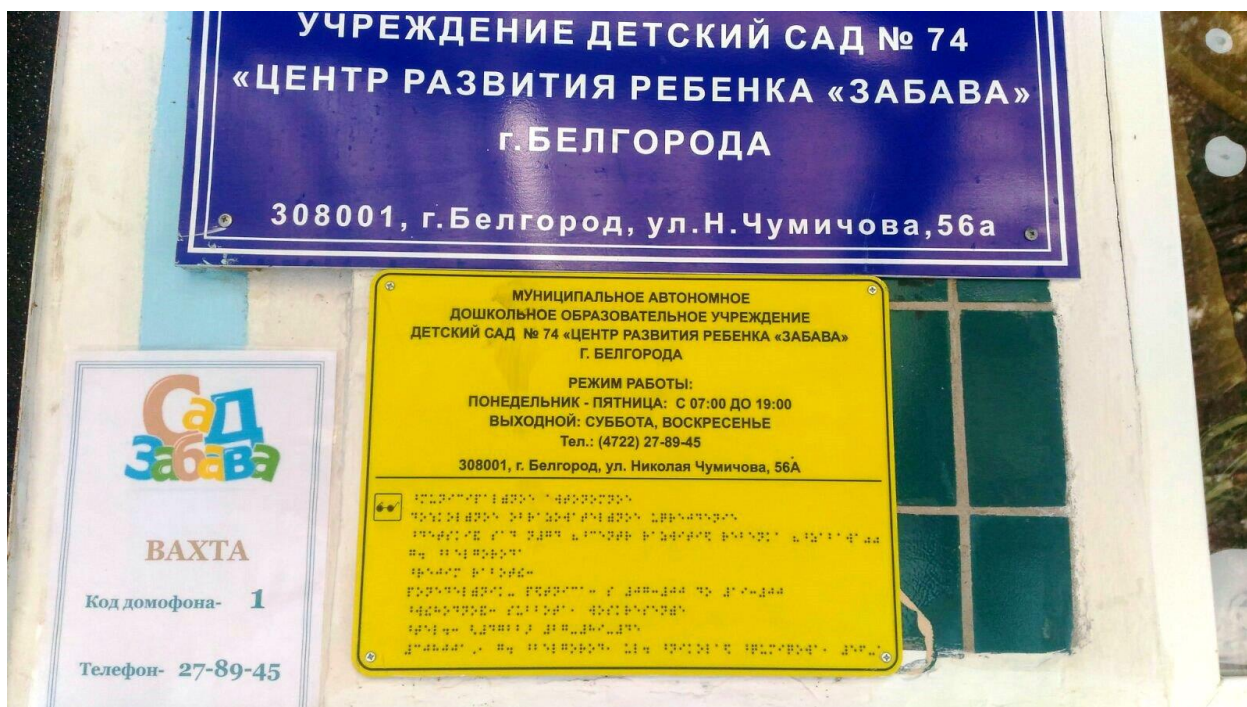 УЧРЕЖДЕНИЕ ДЕТСКИЙ САД № 74
«ЦЕНТР РАЗВИТИЯ РЕБЕНКА «ЗАБАВА»
г.БЕЛГОРОДА
308001, г.Белгород, ул.Н.Чумичова,56а
МУНИЦИПАЛЬНОЕ АВТОНОМНОЕ
ДОШКОЛЬНОЕ ОБРАЗОВАТЕЛЬНОЕ УЧРЕЖДЕНИЕ
ДЕТСКИЙ САД № 74 «ЦЕНТР РАЗВИТИЯ РЕБЕНКА «ЗАБАВА»
Г. БЕЛГОРОДА
РЕЖИМ РАБОТЫ:
ПОНЕДЕЛЬНИК - ПЯТНИЦА: С 07:00 ДО 19:00
ВЫХОДНОЙ: СУББОТА, ВОСКРЕСЕНЬЕ
Тел.: (4722) 27-89-45
308001, г. Белгород, ул. Николая Чумичова, 56А
Сад
Забава
ВАХТА
Код домофона- 1
Телефон- 27-89-45